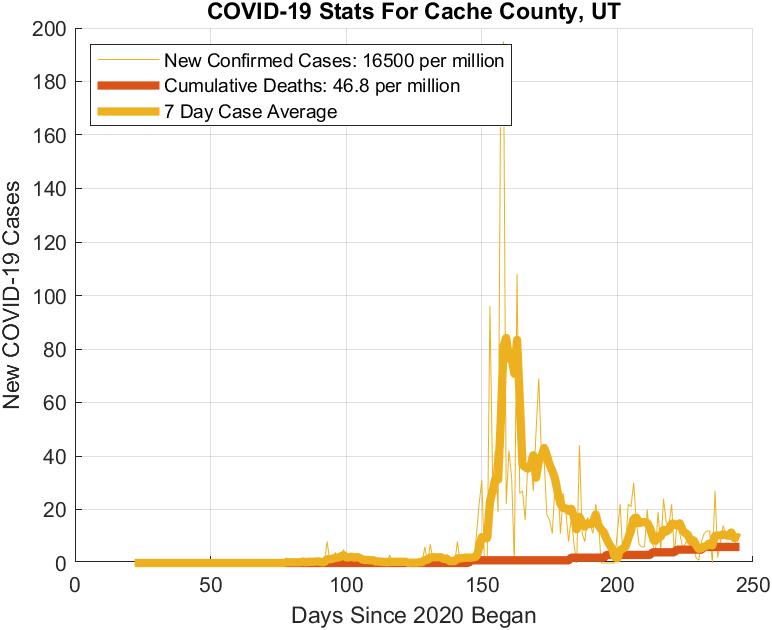 COVID-19 Stats For Cache County, UT
New Confirmed Cases: 16500 per million
Cumulative Deaths: 46.8 per million
7 Day Case Average
New COVID-19 Cases
200
180
160
140
120
100
80
60
40
20
0
0 50 100 150 200 250
Days Since 2020 Began